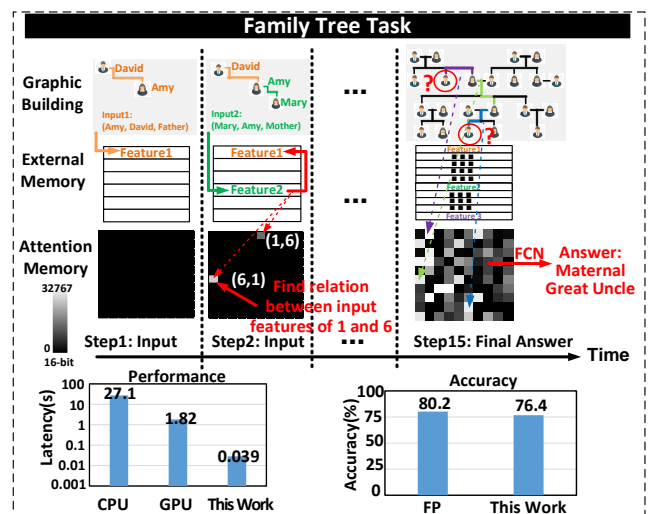 Family Tree Task
Graphic Building
David
Amy
Input1:
(Amy, David, Father)
David
Amy
Mary
Input2:
(Mary, Amy, Mother)
...
?
?
External Memory
Feature1
Feature1
Feature2
...
Feature1
Feature2
Attention Memory
32767
0
16-bit
(1,6)
(6,1)
Find relation between input features of 1 and 6
FCN
Answer: Maternal Great Uncle
Step1: Input
Step2: Input
...
Step15: Final Answer
Time
Performance
Latency(s)
100
10
1
0.1
0.01
0.001
27.1
1.82
0.039
CPU
GPU
This Work
Accuracy
Accuracy(%)
100
75
50
25
0
80.2
76.4
FP
This Work